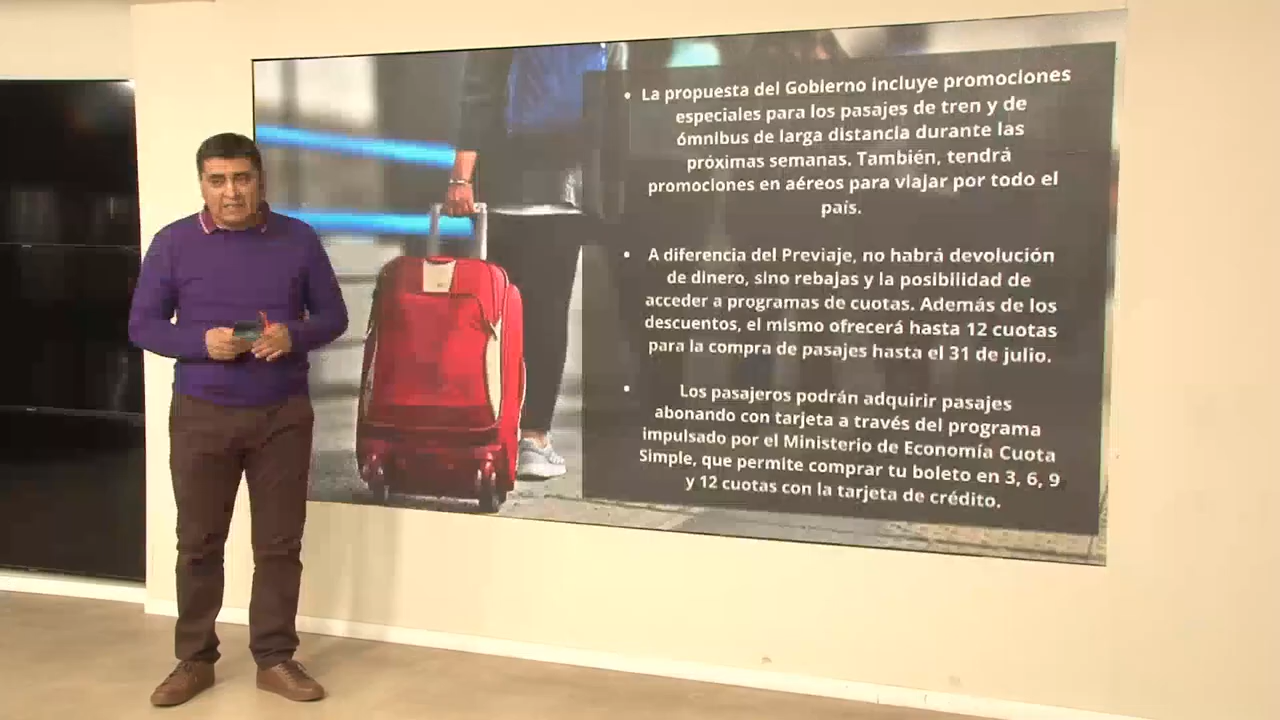 • La propuesta del Gobierno incluye promociones
especiales para los pasajes de tren y de
ómnibus de larga distancia durante las
próximas semanas. También, tendrá
promociones en aéreos para viajar por todo el
país.
• A diferencia del Previaje, no habrá devolución
de dinero, sino rebajas y la posibilidad de
acceder a programas de cuotas. Además de los
descuentos, el mismo ofrecerá hasta 12 cuotas
para la compra de pasajes hasta el 31 de julio.
• Los pasajeros podrán adquirir pasajes
abonando con tarjeta a través del programa
impulsado por el Ministerio de Economía Cuota
Simple, que permite comprar tu boleto en 3, 6, 9
y 12 cuotas con la tarjeta de crédito.